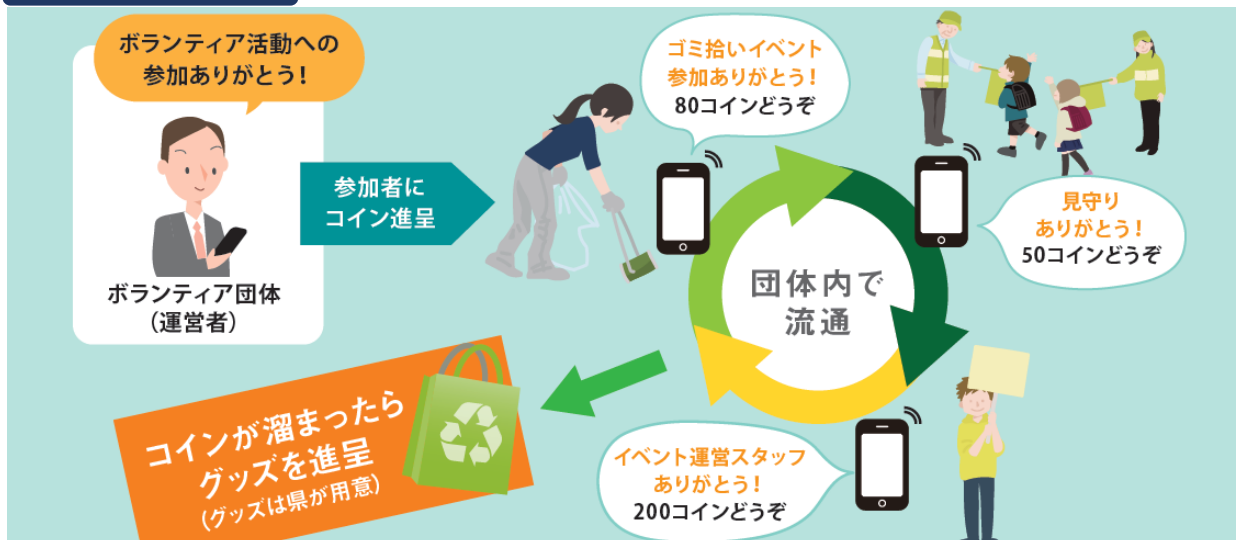 ボランティア活動への
参加ありがとう!
ボランティア団体
(運営者)
参加者に
コイン進呈
ゴミ拾いイベント
参加ありがとう!
80コインどうぞ
見守り
ありがとう!
50コインどうぞ
団体内で
流通
イベント運営スタッフ
ありがとう!
200コインどうぞ
コインが溜まったら
グッズを進呈
(グッズは県が用意)